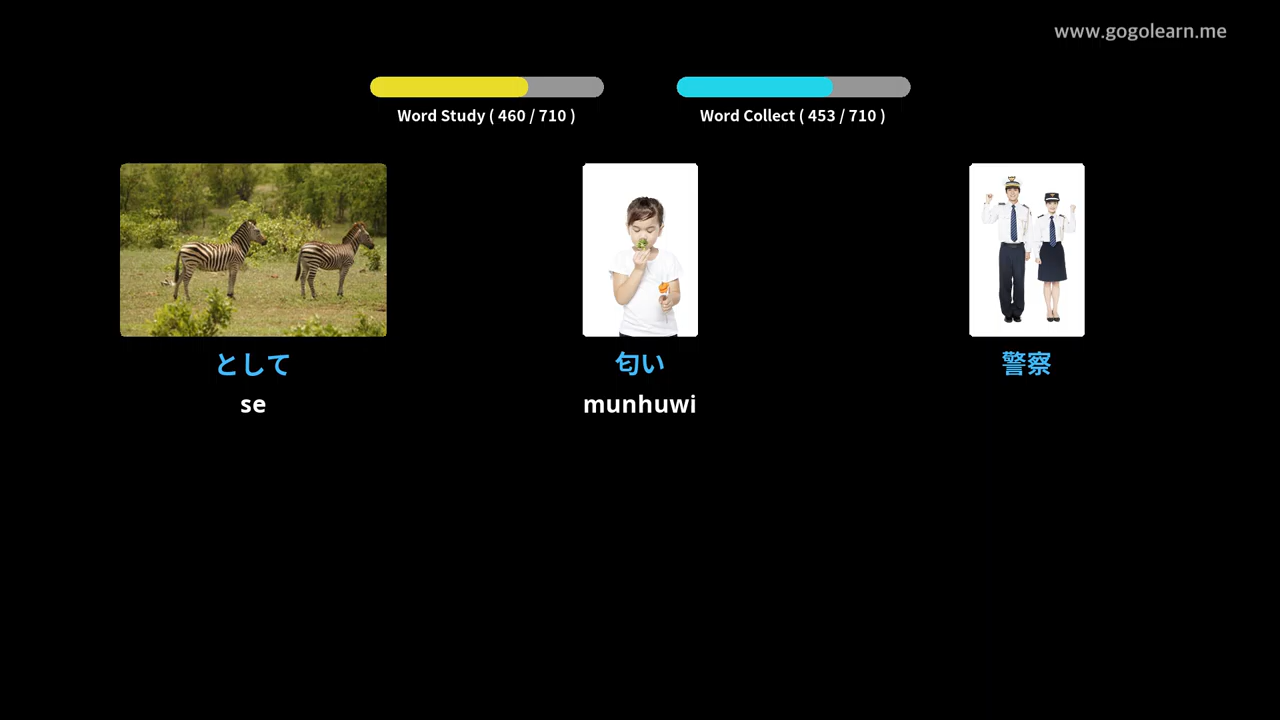 www.gogolearn.me
Word Study ( 460 / 710 )
Word Collect ( 453 / 710 )
として
匂い
警察
se
munhuwi